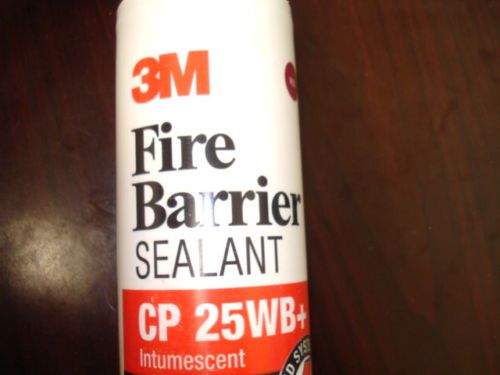 3M
Fire
Barrier
SEALANT
CP 25WB+
Intumescent